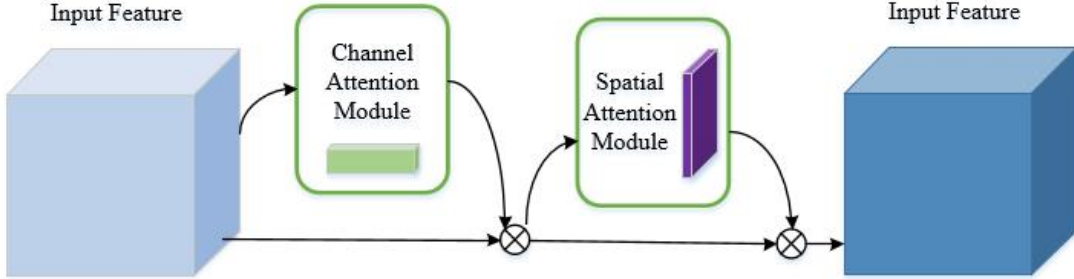 Input Feature
Channel
Attention
Module
Spatial
Attention
Module
Input Feature